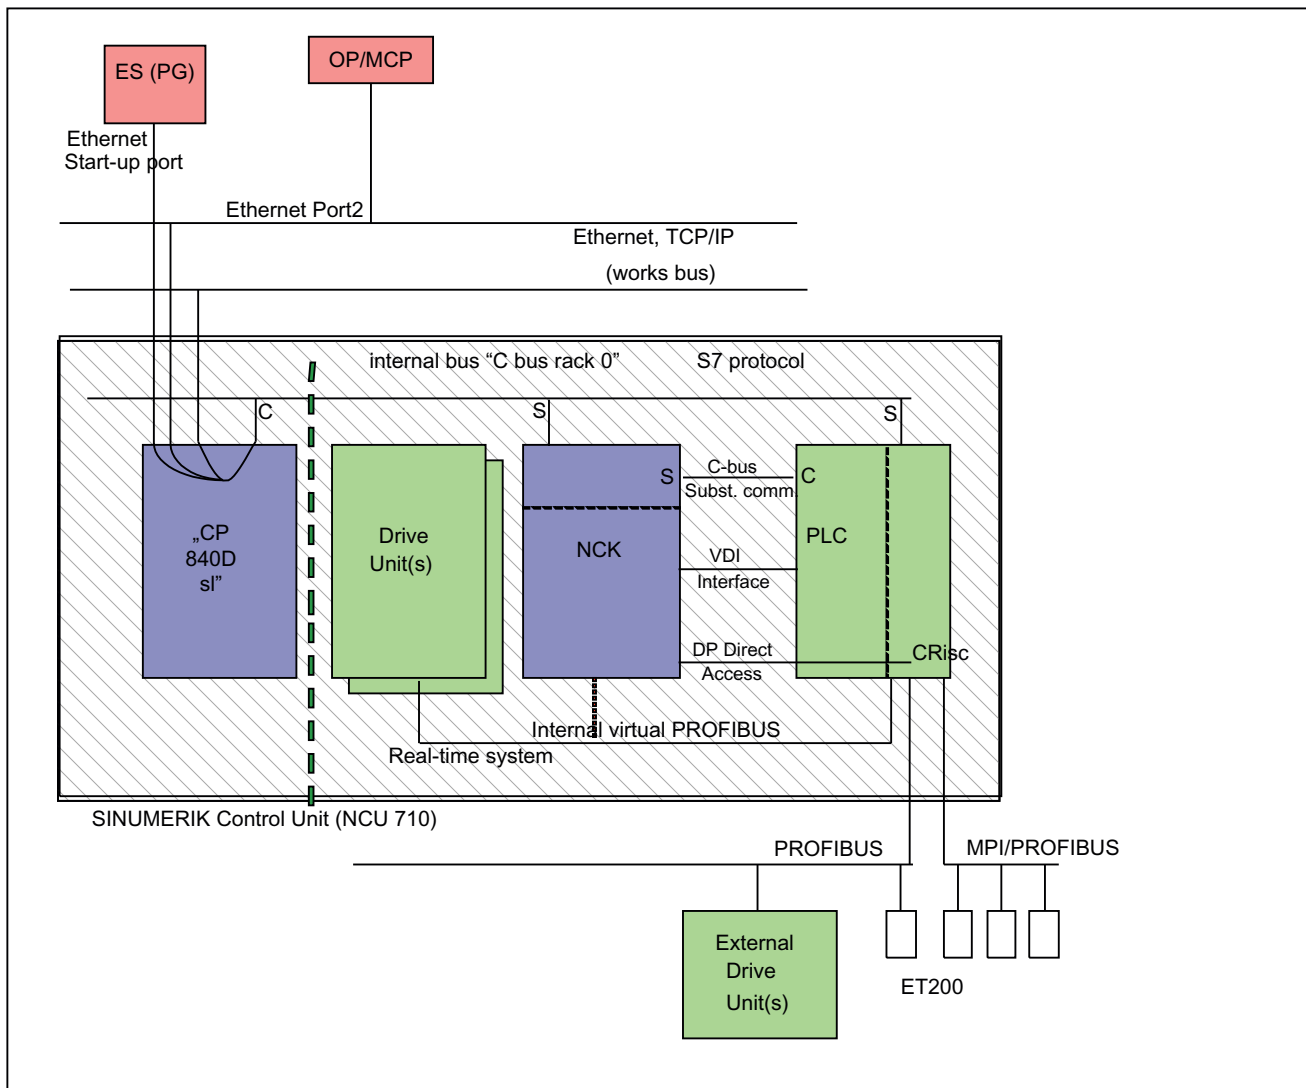 ES (PG)
OP/MCP
Ethernet
Start-up port
Ethernet Port2
Ethernet, TCP/IP
(works bus)
internal bus “C bus rack 0”
S7 protocol
C
S
S
S
C-bus
C
Subst. comm.
„CP
840D
sl”
Drive
Unit(s)
NCK
PLC
VDI
Interface
DP Direct
Access
CRisc
Internal virtual PROFIBUS
Real-time system
SINUMERIK Control Unit (NCU 710)
PROFIBUS
MPI/PROFIBUS
External
Drive
Unit(s)
ET200